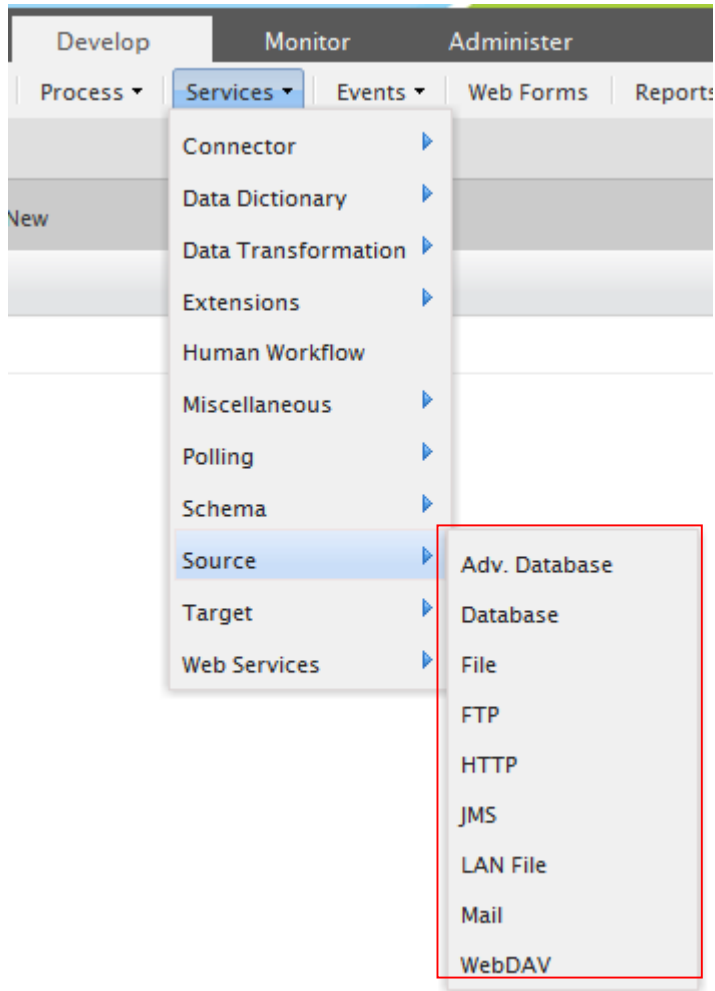 Develop Monitor Administer
Process Services Events Web Forms Reports
Connector
Data Dictionary
New
Data Transformation
Extensions
Human Workflow
Miscellaneous
Polling
Schema
Source
Target
Web Services
Adv. Database
Database
File
FTP
HTTP
JMS
LAN File
Mail
WebDAV